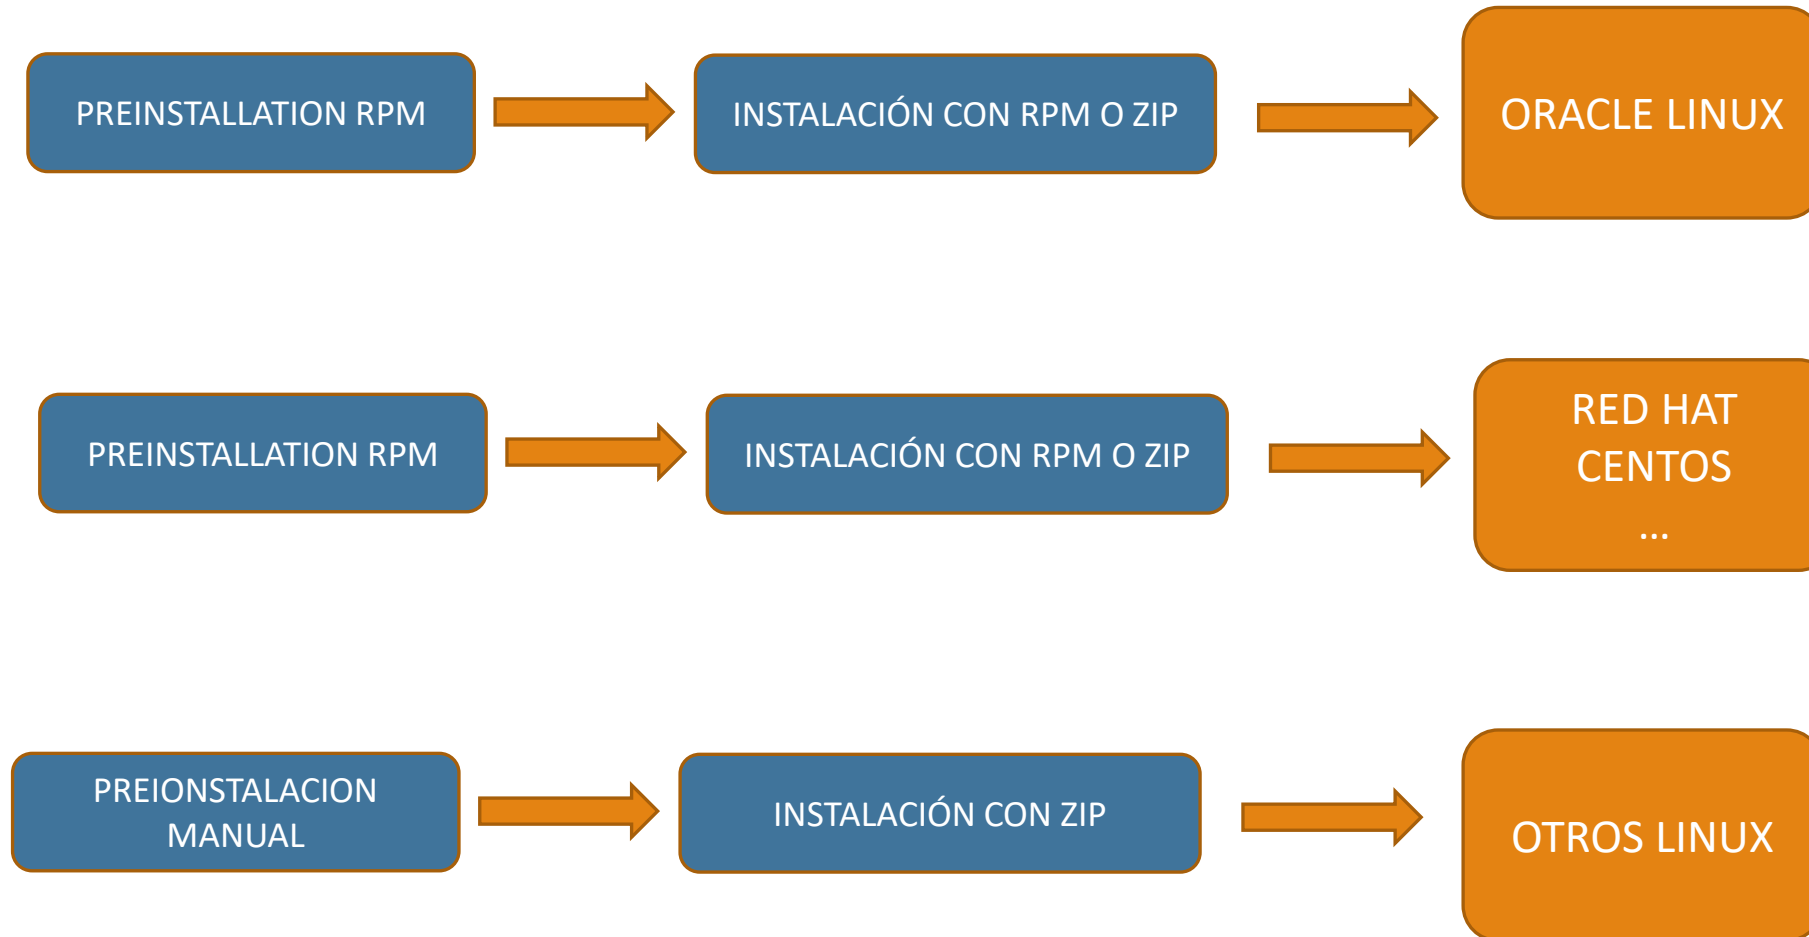 PREINSTALLATION RPM
INSTALACIÓN CON RPM O ZIP
ORACLE LINUX
PREINSTALLATION RPM
INSTALACIÓN CON RPM O ZIP
RED HAT
CENTOS
...
PREIONSTALACION
MANUAL
INSTALACIÓN CON ZIP
OTROS LINUX